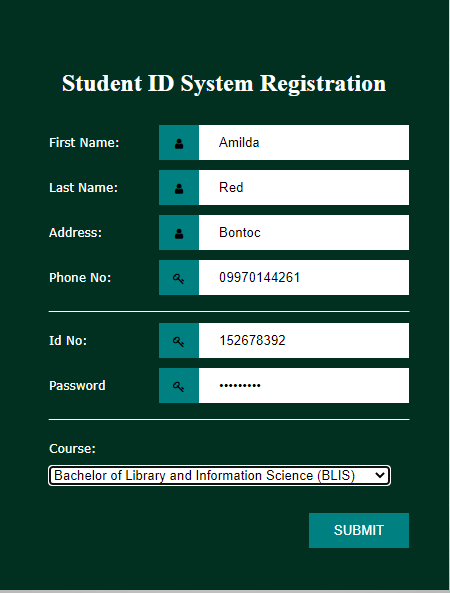 Student ID System Registration
First Name: Amilda
Last Name: Red
Address: Bontoc
Phone No: 09970144261
Id No: 152678392
Password •••••••••
Course:
Bachelor of Library and Information Science (BLIS)
SUBMIT